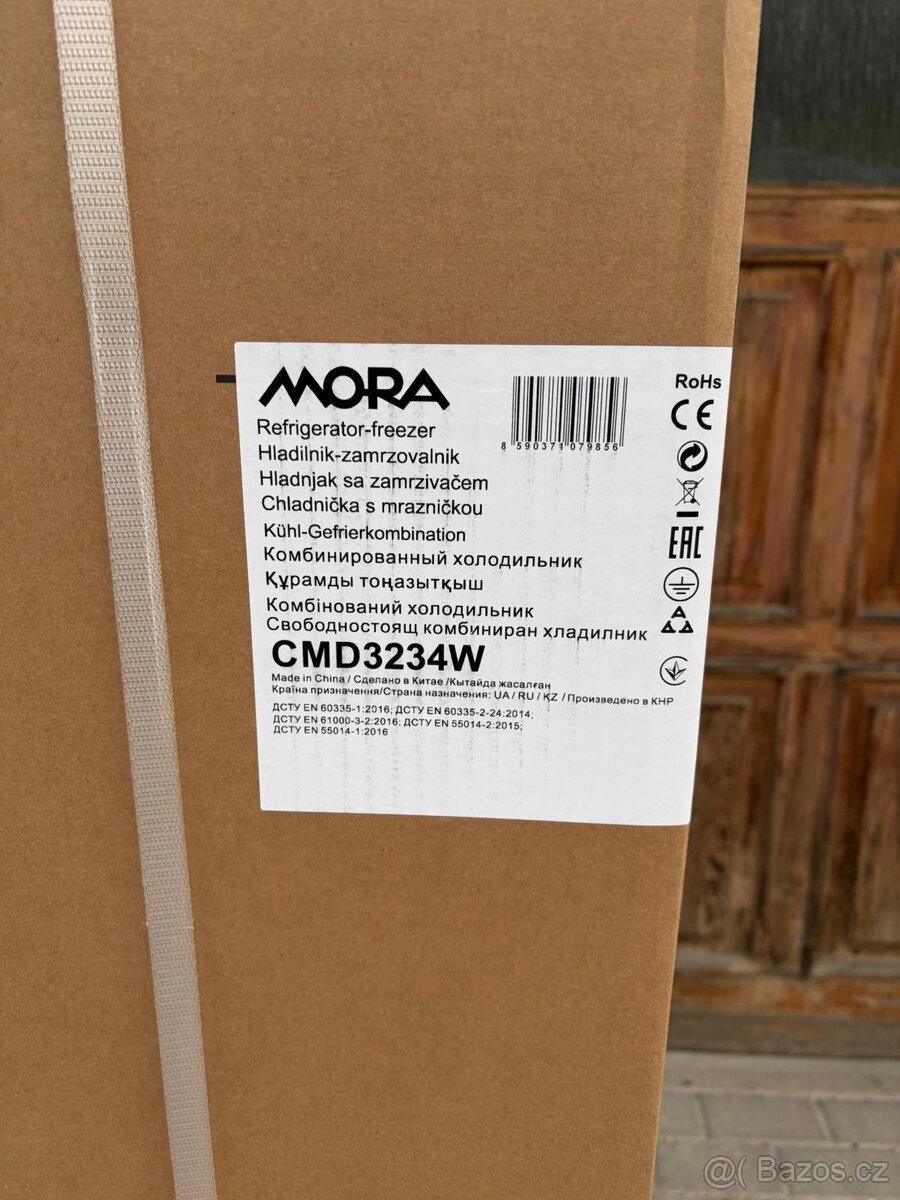 MORA
Refrigerator-freezer
Hladilnik-zamrzovalnik
Hladnjak sa zamrzivačem
Chladnička s mrazničkou
Kühl-Gefrierkombination
Комбинированный холодильник
Құрамды тоңазытқыш
Комбінований холодильник
Свободностоящ комбиниран хладилник
CMD3234W
Made in China / Сделано в Китае /Кытайда жасалған
Країна призначення/Страна назначения: UA / RU / KZ / Произведено в КНР
ДСТУ EN 60335-1:2016; ДСТУ EN 60335-2-24:2014;
ДСТУ EN 61000-3-2:2016; ДСТУ EN 55014-2:2015;
ДСТУ EN 55014-1:2016
8 590371 079856
RoHs
CE
EAC
@( Bazos.cz